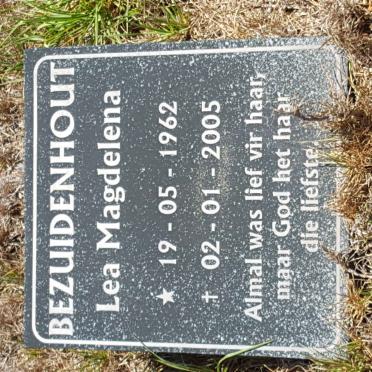 BEZUIDENHOUT
Lea Magdelena
★ 19 - 05 - 1962
✝ 02 - 01 - 2005
Almal was lief vir haar,
maar God het haar
die liefste.